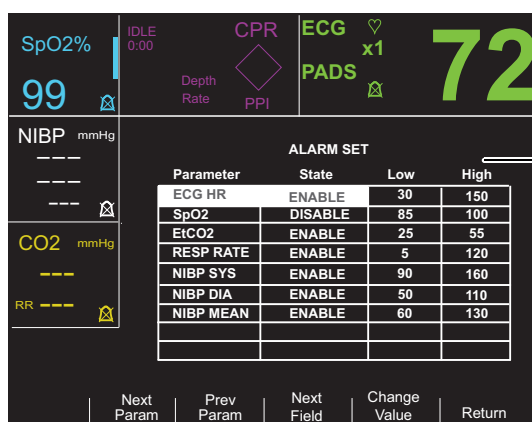 SpO2%
99
IDLE
0:00
CPR
Depth
Rate
PPI
ECG
x1
PADS
72
NIBP mmHg
---
---
---
CO2 mmHg
---
RR ---
ALARM SET
Parameter State Low High
ECG HR ENABLE 30 150
SpO2 DISABLE 85 100
EtCO2 ENABLE 25 55
RESP RATE ENABLE 5 120
NIBP SYS ENABLE 90 160
NIBP DIA ENABLE 50 110
NIBP MEAN ENABLE 60 130
Next Param
Prev Param
Next Field
Change Value
Return